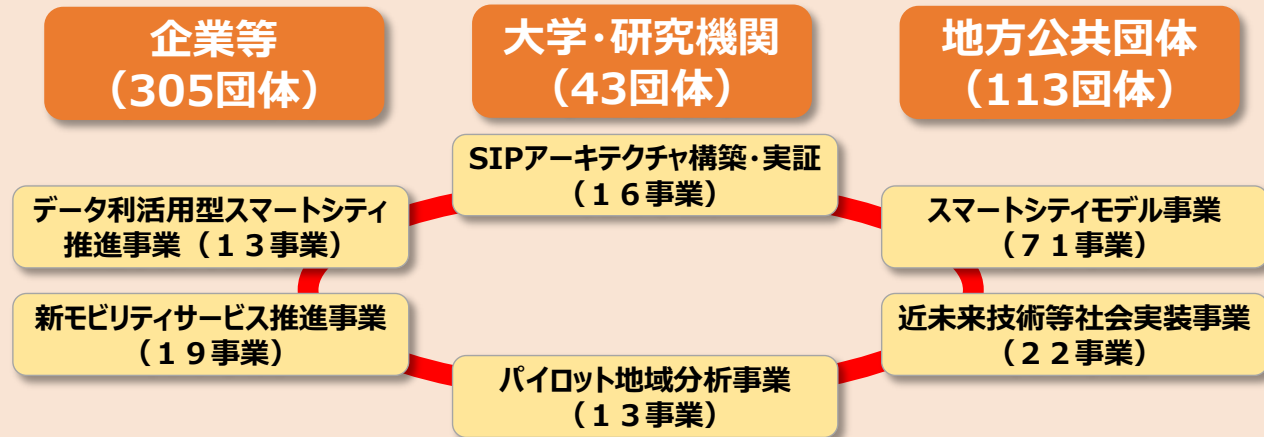 企業等
（305団体）
大学・研究機関
（43団体）
地方公共団体
（113団体）
SIPアーキテクチャ構築・実証
（１６事業）
データ利活用型スマートシティ
推進事業（１３事業）
スマートシティモデル事業
（７１事業）
新モビリティサービス推進事業
（１９事業）
近未来技術等社会実装事業
（２２事業）
パイロット地域分析事業
（１３事業）